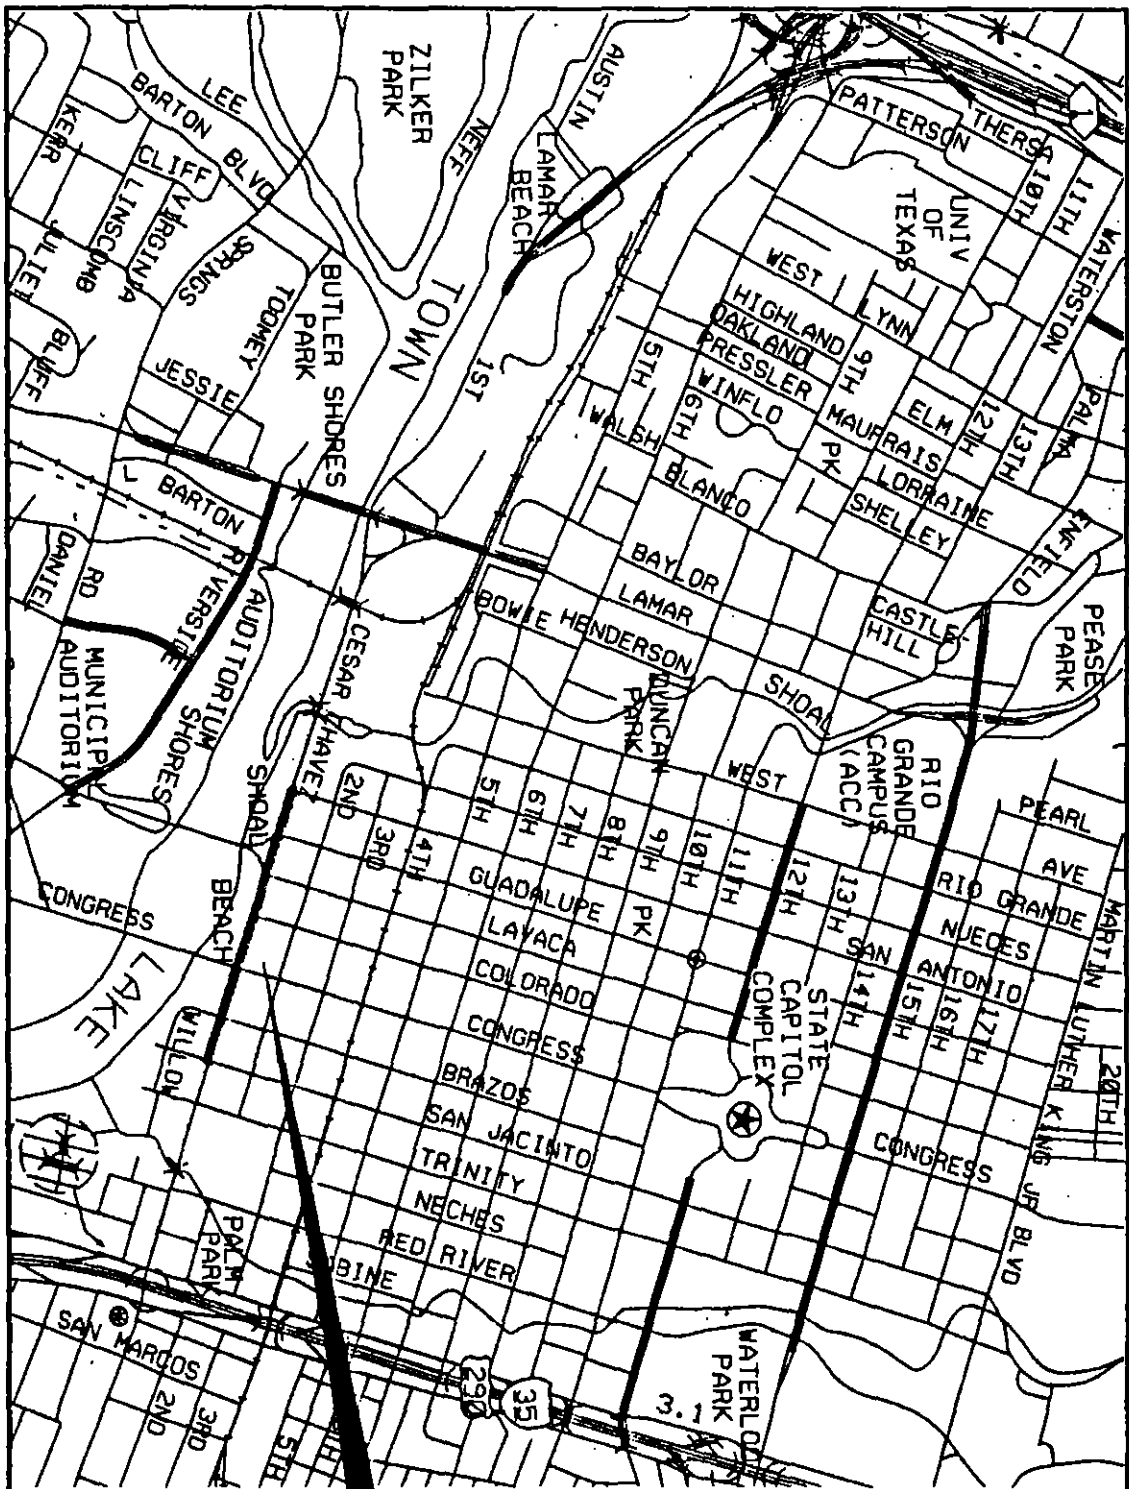 ZILKER
PARK
LEE
BARTON BLVD
KERR
CLIFF
VIRGINIA
LINSCOMB
JULIET
BLUFF
SPRNGS
TOOMEY
JESSIE
BUTLER SHORES
PARK
NEFF
AUSTIN
LAMAR
BEACH
TOWN
1ST
PATTERSON
THERSA
10TH
11TH
WATERSTON
1
UNIV
OF
TEXAS
WEST
LYNN
HIGHLAND
OAKLAND
PRESSLER
WINFLO
5TH
6TH
9TH
WALSH
BLANCO
MAUFRAIS
ELM
12TH
13TH
PALMA
PK
LORRAINE
SHELLEY
ENFIELD
PEASE
PARK
BAYLOR
LAMAR
CASTLE
HILL
BOWIE
HENDERSON
SHOAL
DUNCAN
PARK
L
BARTON
RIVERSIDE
DANIEL
RD
AUDITORIUM
SHORES
MUNICIPAL
AUDITORIUM
CESAR CHAVEZ
SHOAL
BEACH
2ND
3RD
4TH
5TH
6TH
7TH
8TH
9TH
10TH
11TH
12TH
13TH
14TH
15TH
16TH
17TH
20TH
WEST
RIO
GRANDE
CAMPUS
(ACC)
PEARL
AVE
RIO GRANDE
NUECES
SAN ANTONIO
MARTIN LUTHER KING JR BLVD
GUADALUPE
PK
LAVACA
COLORADO
CONGRESS
BRAZOS
SAN JACINTO
TRINITY
NECHES
RED RIVER
STATE
CAPITOL
COMPLEX
CONGRESS
CONGRESS
LAKE
WILLOW
PALM
PARK
WATERLOO
PARK
3.1
35
290
SAN MARCOS
2ND
3RD
5TH